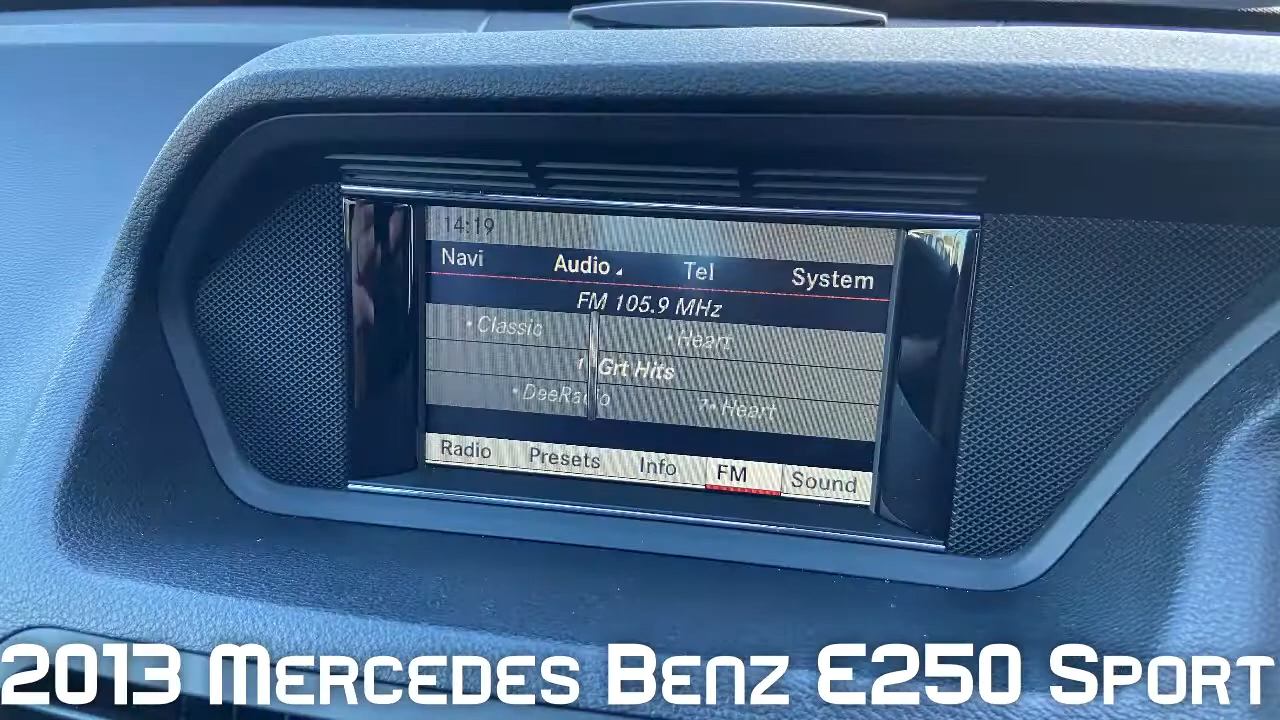 14:19
Navi Audio Tel System
FM 105.9 MHz
• Classic • Heart
Grt Hits
• DeeRadio • Heart
Radio Presets Info FM Sound
2013 Mercedes Benz E250 Sport